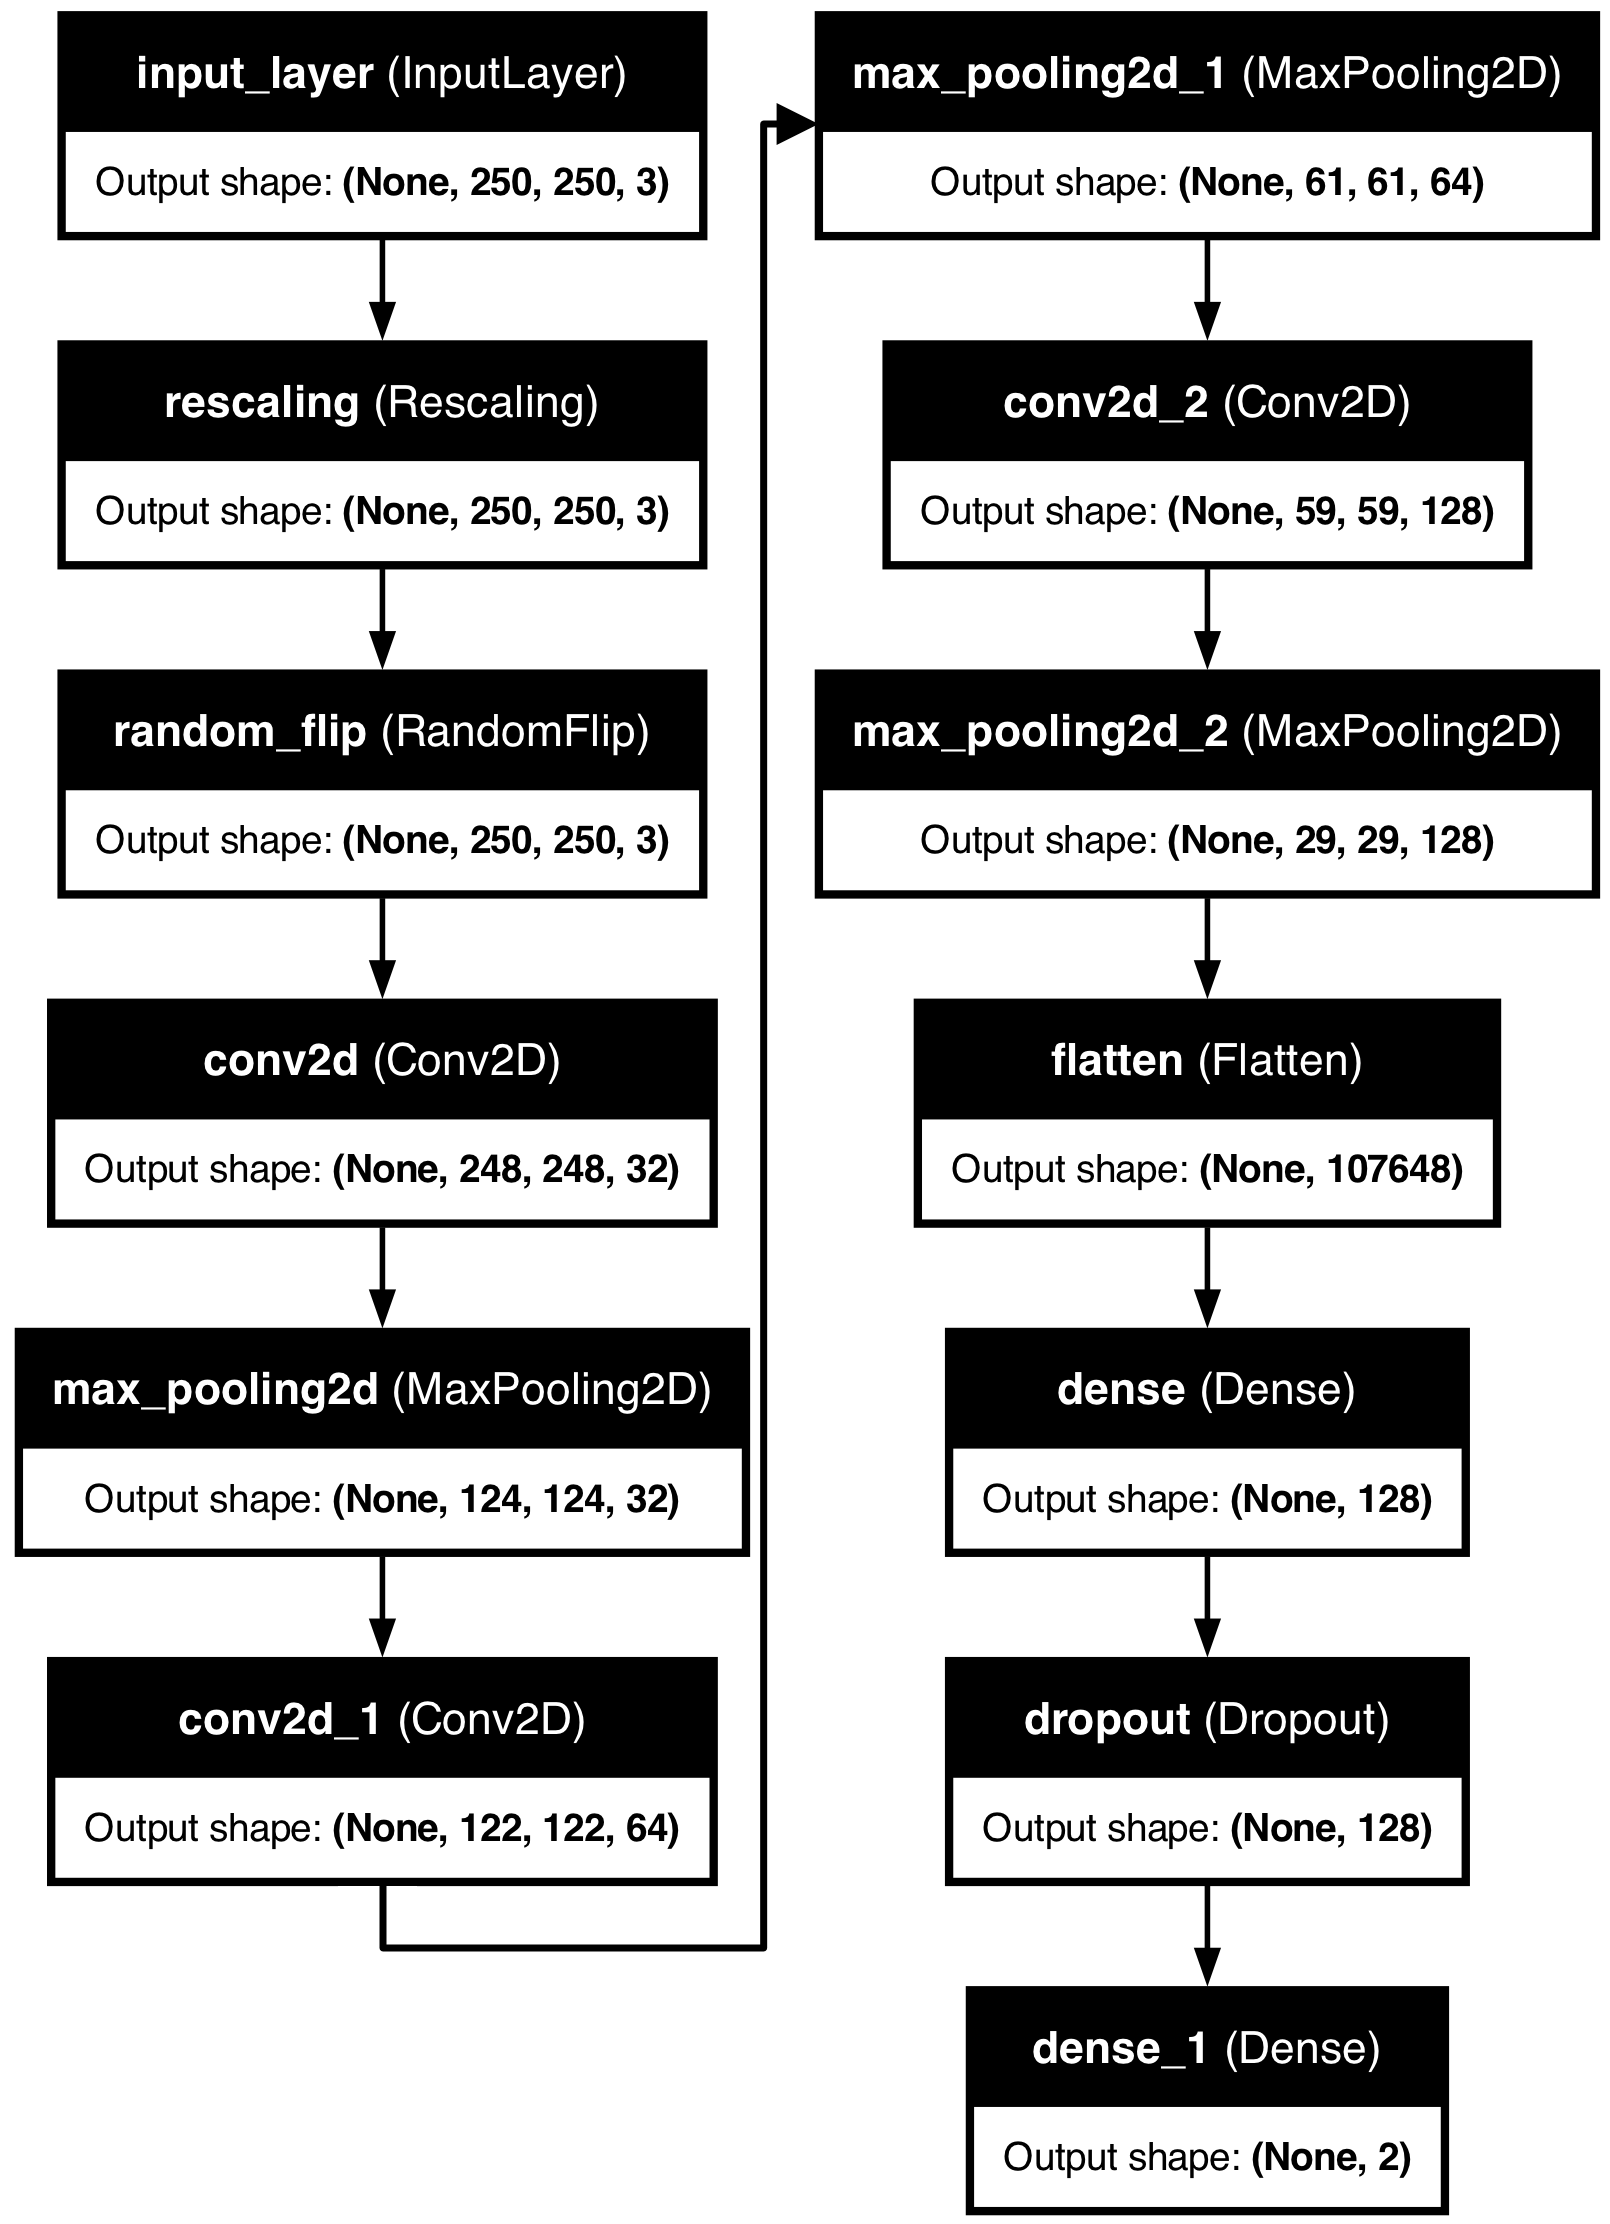 input_layer (InputLayer)
Output shape: (None, 250, 250, 3)
rescaling (Rescaling)
Output shape: (None, 250, 250, 3)
random_flip (RandomFlip)
Output shape: (None, 250, 250, 3)
conv2d (Conv2D)
Output shape: (None, 248, 248, 32)
max_pooling2d (MaxPooling2D)
Output shape: (None, 124, 124, 32)
conv2d_1 (Conv2D)
Output shape: (None, 122, 122, 64)
max_pooling2d_1 (MaxPooling2D)
Output shape: (None, 61, 61, 64)
conv2d_2 (Conv2D)
Output shape: (None, 59, 59, 128)
max_pooling2d_2 (MaxPooling2D)
Output shape: (None, 29, 29, 128)
flatten (Flatten)
Output shape: (None, 107648)
dense (Dense)
Output shape: (None, 128)
dropout (Dropout)
Output shape: (None, 128)
dense_1 (Dense)
Output shape: (None, 2)